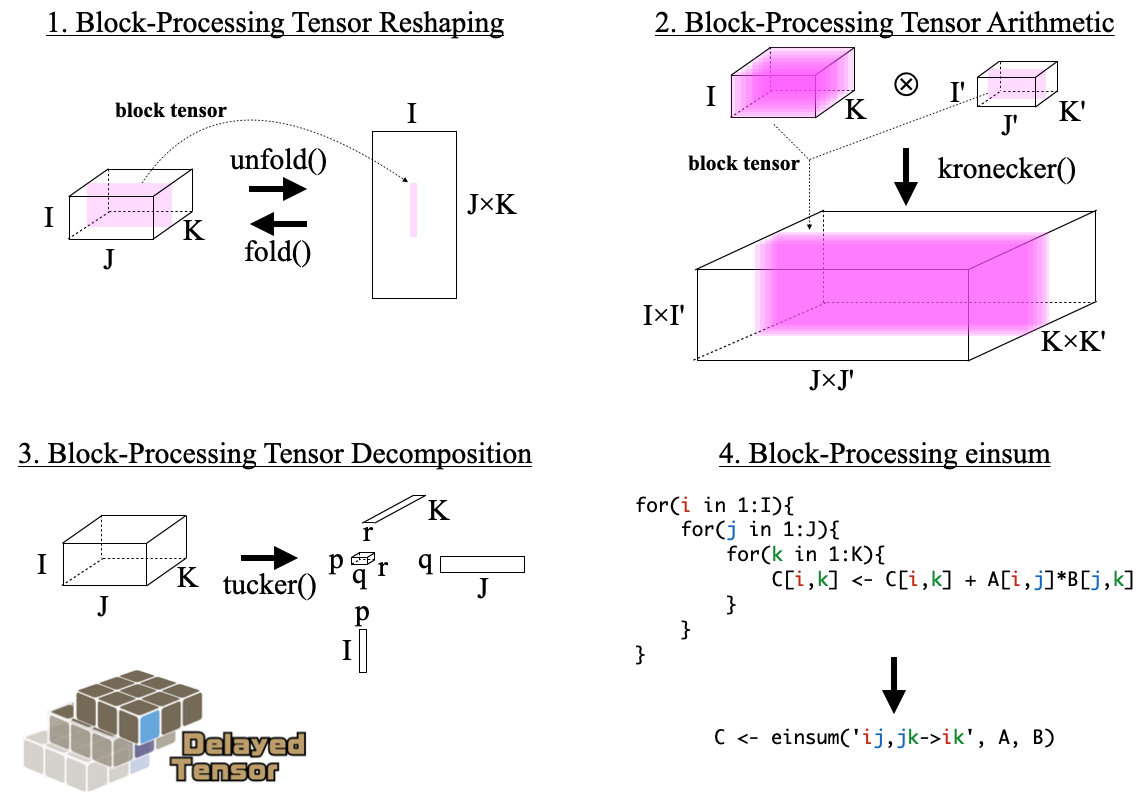 1. Block-Processing Tensor Reshaping
block tensor
I
J
K
unfold()
fold()
I
J×K
2. Block-Processing Tensor Arithmetic
I
K
⊗
I'
J'
K'
block tensor
kronecker()
I×I'
J×J'
K×K'
3. Block-Processing Tensor Decomposition
I
J
K
tucker()
K
r
p
q
r
q
J
p
I
Delayed
Tensor
4. Block-Processing einsum
for(i in 1:I){
for(j in 1:J){
for(k in 1:K){
C[i,k] <- C[i,k] + A[i,j]*B[j,k]
}
}
}
C <- einsum('ij,jk->ik', A, B)